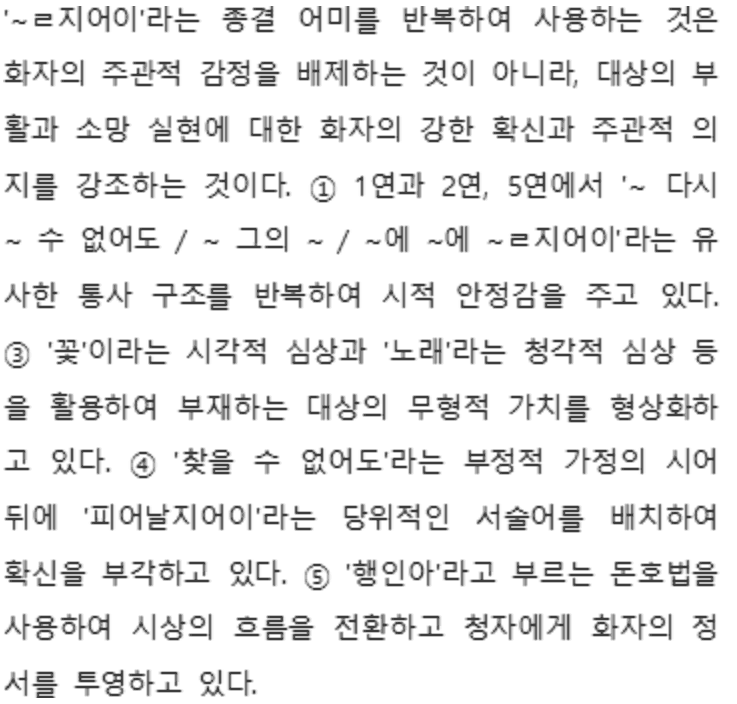 '~ㄹ지어이'라는 종결 어미를 반복하여 사용하는 것은
화자의 주관적 감정을 배제하는 것이 아니라, 대상의 부
활과 소망 실현에 대한 화자의 강한 확신과 주관적 의
지를 강조하는 것이다. ① 1연과 2연, 5연에서 '~ 다시
~ 수 없어도 / ~ 그의 ~ / ~에 ~에 ~ㄹ지어이'라는 유
사한 통사 구조를 반복하여 시적 안정감을 주고 있다.
③ '꽃'이라는 시각적 심상과 '노래'라는 청각적 심상 등
을 활용하여 부재하는 대상의 무형적 가치를 형상화하
고 있다. ④ '찾을 수 없어도'라는 부정적 가정의 시어
뒤에 '피어날지어이'라는 당위적인 서술어를 배치하여
확신을 부각하고 있다. ⑤ '행인아'라고 부르는 돈호법을
사용하여 시상의 흐름을 전환하고 청자에게 화자의 정
서를 투영하고 있다.